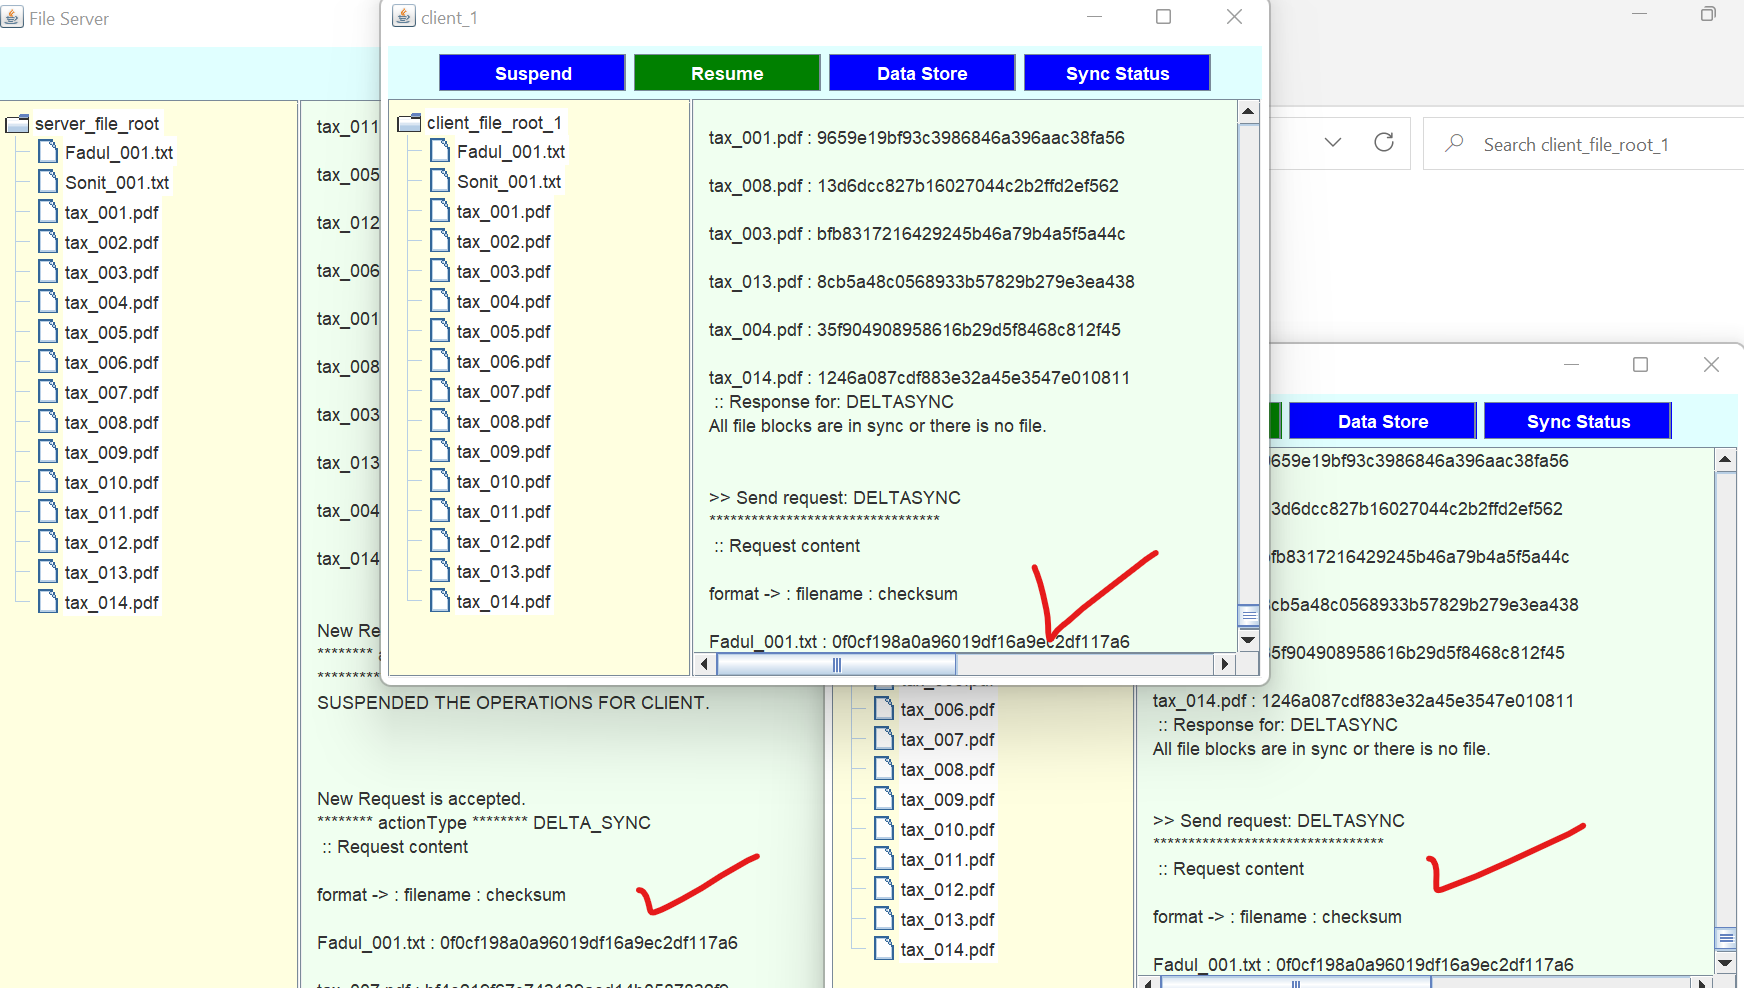 File Server
server_file_root
Fadul_001.txt
Sonit_001.txt
tax_001.pdf
tax_002.pdf
tax_003.pdf
tax_004.pdf
tax_005.pdf
tax_006.pdf
tax_007.pdf
tax_008.pdf
tax_009.pdf
tax_010.pdf
tax_011.pdf
tax_012.pdf
tax_013.pdf
tax_014.pdf
tax_011
tax_005
tax_012
tax_006
tax_001
tax_008
tax_003
tax_013
tax_004
tax_014
New Re
********
*********
SUSPENDED THE OPERATIONS FOR CLIENT.
New Request is accepted.
******** actionType ******** DELTA_SYNC
:: Request content
format -> : filename : checksum
Fadul_001.txt : 0f0cf198a0a96019df16a9ec2df117a6
client_1
Suspend Resume Data Store Sync Status
client_file_root_1
Fadul_001.txt
Sonit_001.txt
tax_001.pdf
tax_002.pdf
tax_003.pdf
tax_004.pdf
tax_005.pdf
tax_006.pdf
tax_007.pdf
tax_008.pdf
tax_009.pdf
tax_010.pdf
tax_011.pdf
tax_012.pdf
tax_013.pdf
tax_014.pdf
tax_001.pdf : 9659e19bf93c3986846a396aac38fa56
tax_008.pdf : 13d6dcc827b16027044c2b2ffd2ef562
tax_003.pdf : bfb8317216429245b46a79b4a5f5a44c
tax_013.pdf : 8cb5a48c0568933b57829b279e3ea438
tax_004.pdf : 35f904908958616b29d5f8468c812f45
tax_014.pdf : 1246a087cdf883e32a45e3547e010811
:: Response for: DELTASYNC
All file blocks are in sync or there is no file.
>> Send request: DELTASYNC
*********************************
:: Request content
format -> : filename : checksum
Fadul_001.txt : 0f0cf198a0a96019df16a9ec2df117a6
Search client_file_root_1
Data Store Sync Status
tax_006.pdf
tax_007.pdf
tax_008.pdf
tax_009.pdf
tax_010.pdf
tax_011.pdf
tax_012.pdf
tax_013.pdf
tax_014.pdf
9659e19bf93c3986846a396aac38fa56
3d6dcc827b16027044c2b2ffd2ef562
fb8317216429245b46a79b4a5f5a44c
cb5a48c0568933b57829b279e3ea438
5f904908958616b29d5f8468c812f45
tax_014.pdf : 1246a087cdf883e32a45e3547e010811
:: Response for: DELTASYNC
All file blocks are in sync or there is no file.
>> Send request: DELTASYNC
*********************************
:: Request content
format -> : filename : checksum
Fadul_001.txt : 0f0cf198a0a96019df16a9ec2df117a6